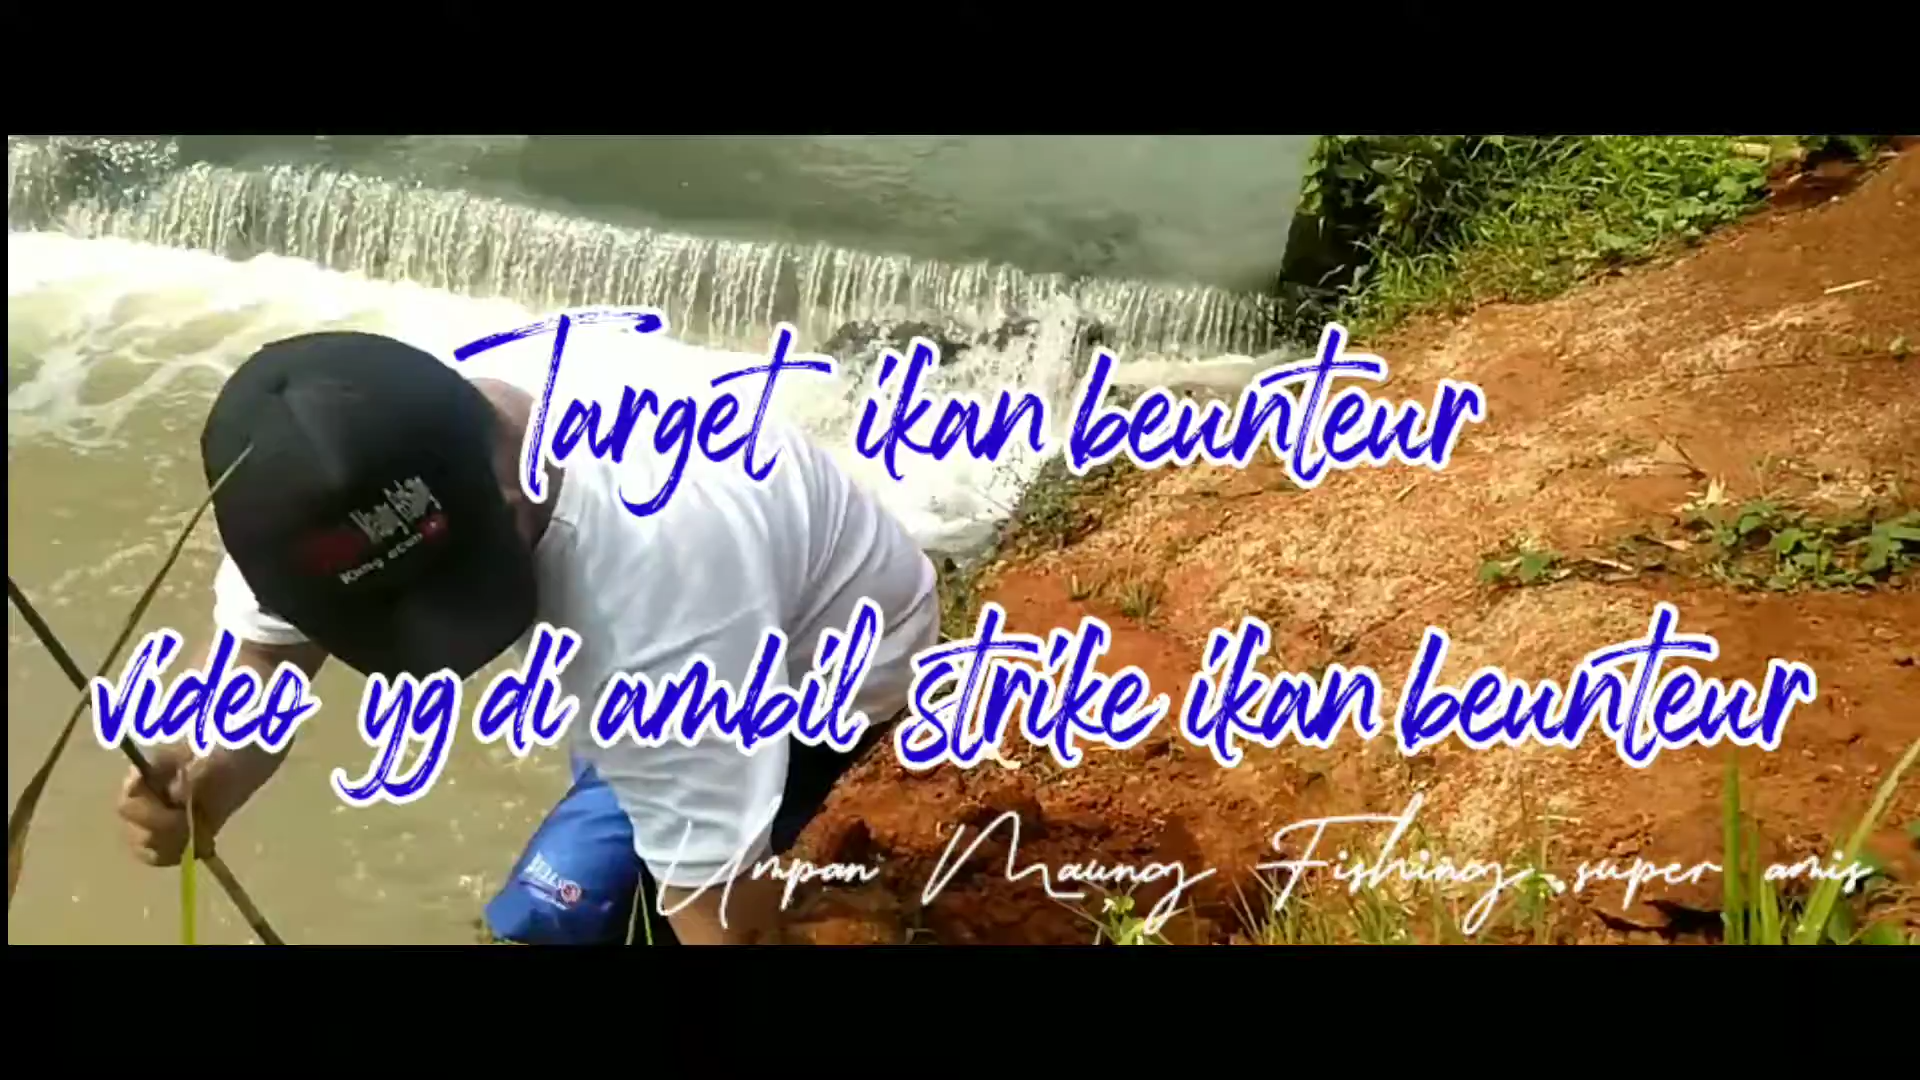 Target ikan beunteur
video yg di ambil strike ikan beunteur
Umpan Maung Fishing .super amis